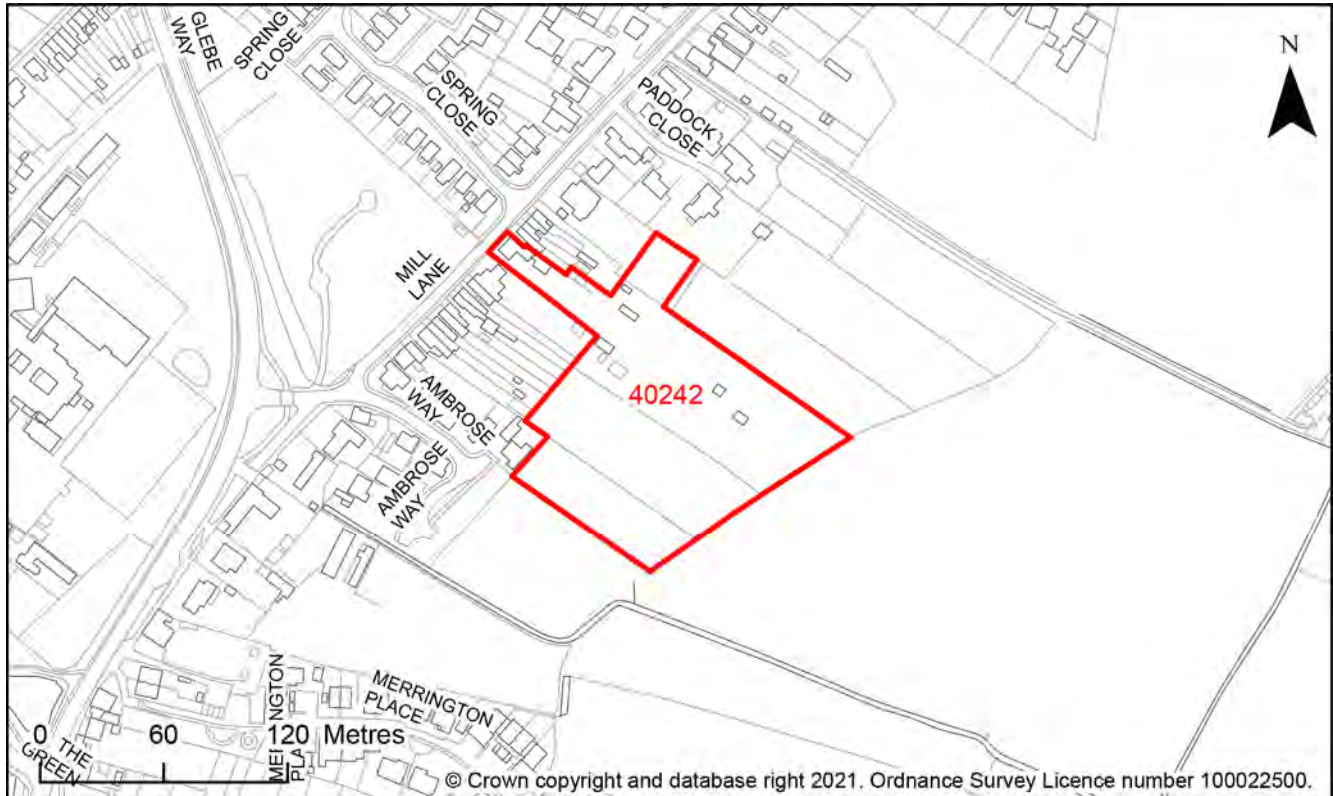 GLEBE
WAY
SPRING
CLOSE
N
SPRING
CLOSE
PADDOCK
CLOSE
MILL
LANE
40242
AMBROSE
WAY
AMBROSE
WAY
MERRINGTON
PLACE
THE
GREEN
0 60 120 Metres
© Crown copyright and database right 2021. Ordnance Survey Licence number 100022500.